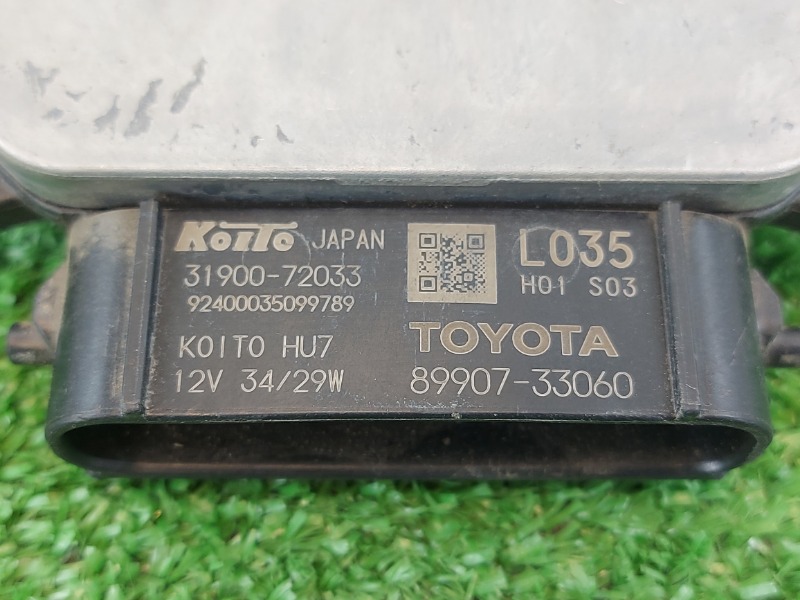 KOITO JAPAN
31900-72033
92400035099789
KOITO HU7
12V 34/29W
L035
H01 S03
TOYOTA
89907-33060